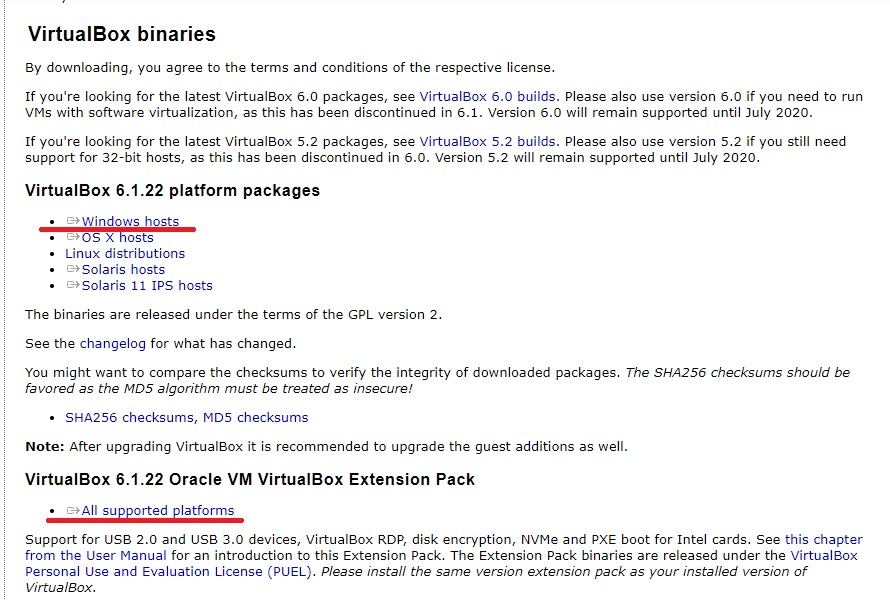 VirtualBox binaries
By downloading, you agree to the terms and conditions of the respective license.
If you're looking for the latest VirtualBox 6.0 packages, see VirtualBox 6.0 builds. Please also use version 6.0 if you need to run
VMs with software virtualization, as this has been discontinued in 6.1. Version 6.0 will remain supported until July 2020.
If you're looking for the latest VirtualBox 5.2 packages, see VirtualBox 5.2 builds. Please also use version 5.2 if you still need
support for 32-bit hosts, as this has been discontinued in 6.0. Version 5.2 will remain supported until July 2020.
VirtualBox 6.1.22 platform packages
• Windows hosts
• OS X hosts
• Linux distributions
• Solaris hosts
• Solaris 11 IPS hosts
The binaries are released under the terms of the GPL version 2.
See the changelog for what has changed.
You might want to compare the checksums to verify the integrity of downloaded packages. The SHA256 checksums should be
favored as the MD5 algorithm must be treated as insecure!
• SHA256 checksums, MD5 checksums
Note: After upgrading VirtualBox it is recommended to upgrade the guest additions as well.
VirtualBox 6.1.22 Oracle VM VirtualBox Extension Pack
• All supported platforms
Support for USB 2.0 and USB 3.0 devices, VirtualBox RDP, disk encryption, NVMe and PXE boot for Intel cards. See this chapter
from the User Manual for an introduction to this Extension Pack. The Extension Pack binaries are released under the VirtualBox
Personal Use and Evaluation License (PUEL). Please install the same version extension pack as your installed version of
VirtualBox.